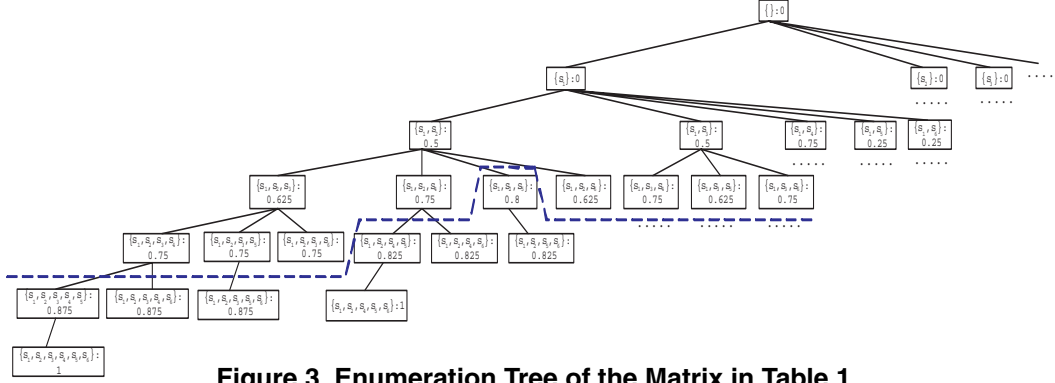 {}:0
{S₁}:0
{S₂}:0
{S₃}:0
{S₁,S₂}:
0.5
{S₁,S₃}:
0.5
{S₁,S₄}:
0.75
{S₁,S₅}:
0.25
{S₁,S₆}:
0.25
{S₁,S₂,S₃}:
0.625
{S₁,S₂,S₄}:
0.75
{S₁,S₂,S₅}:
0.8
{S₁,S₂,S₆}:
0.625
{S₁,S₃,S₄}:
0.75
{S₁,S₃,S₅}:
0.625
{S₁,S₃,S₆}:
0.75
{S₁,S₂,S₃,S₄}:
0.75
{S₁,S₂,S₃,S₅}:
0.75
{S₁,S₂,S₃,S₆}:
0.75
{S₁,S₂,S₄,S₅}:
0.825
{S₁,S₂,S₄,S₆}:
0.825
{S₁,S₂,S₅,S₆}:
0.825
{S₁,S₂,S₃,S₄,S₅}:
0.875
{S₁,S₂,S₃,S₄,S₆}:
0.875
{S₁,S₂,S₃,S₅,S₆}:
0.875
{S₁,S₂,S₄,S₅,S₆}:1
{S₁,S₂,S₃,S₄,S₅,S₆}:
1
Figure 3. Enumeration Tree of the Matrix in Table 1